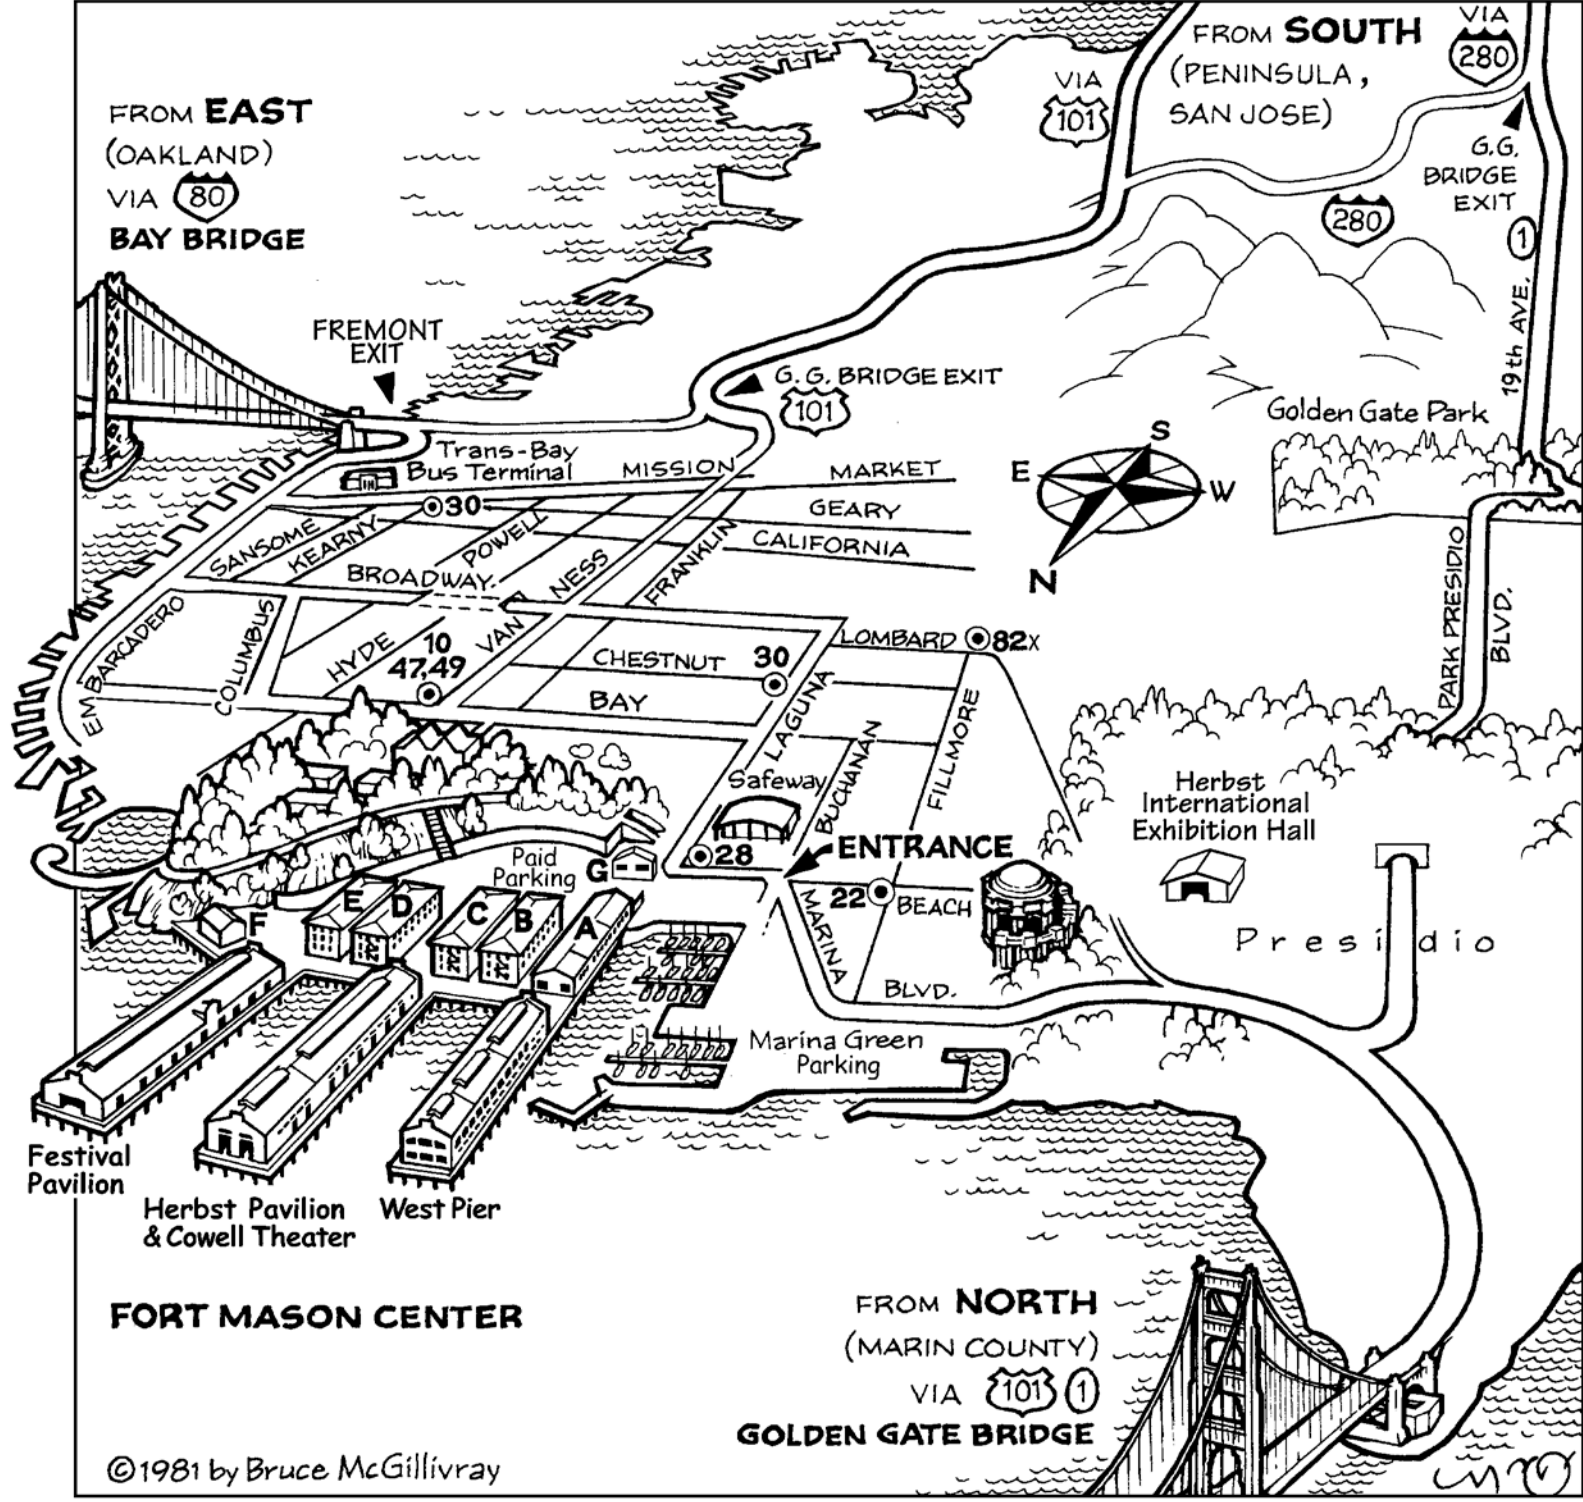 FROM EAST
(OAKLAND)
VIA 80
BAY BRIDGE
FROM SOUTH
(PENINSULA,
SAN JOSE)
VIA
101
VIA
280
G.G.
BRIDGE
EXIT
280
1
19th AVE.
FREMONT
EXIT
G.G. BRIDGE EXIT
101
Golden Gate Park
Trans-Bay
Bus Terminal
MISSION
MARKET
30
GEARY
CALIFORNIA
SANSOME
KEARNY
POWELL
BROADWAY
VAN NESS
FRANKLIN
S
E
W
N
PARK PRESIDIO
BLVD.
EMBARCADERO
COLUMBUS
HYDE
10
47,49
CHESTNUT
30
LOMBARD
82X
BAY
LAGUNA
BUCHANAN
FILLMORE
Safeway
28
ENTRANCE
22
BEACH
MARINA
BLVD.
Herbst
International
Exhibition Hall
Presidio
Paid
Parking
G
F
E
D
C
B
A
Marina Green
Parking
Festival
Pavilion
Herbst Pavilion
& Cowell Theater
West Pier
FORT MASON CENTER
FROM NORTH
(MARIN COUNTY)
VIA 101 1
GOLDEN GATE BRIDGE
©1981 by Bruce McGillivray